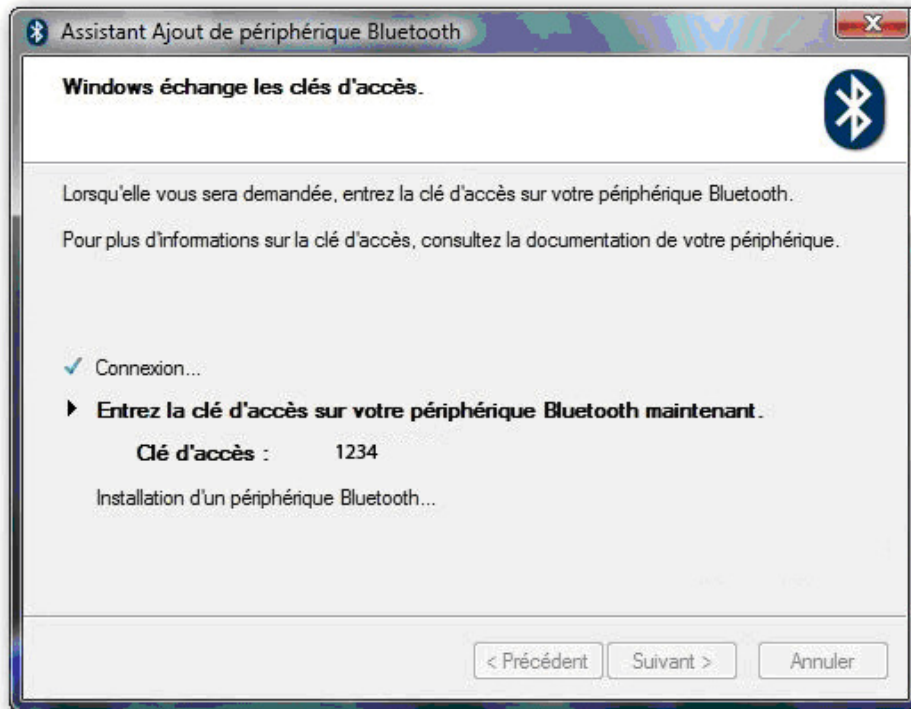 Assistant Ajout de périphérique Bluetooth
Windows échange les clés d'accès.
Lorsqu'elle vous sera demandée, entrez la clé d'accès sur votre périphérique Bluetooth.
Pour plus d'informations sur la clé d'accès, consultez la documentation de votre périphérique.
Connexion...
Entrez la clé d'accès sur votre périphérique Bluetooth maintenant.
Clé d'accès : 1234
Installation d'un périphérique Bluetooth...
< Précédent Suivant > Annuler